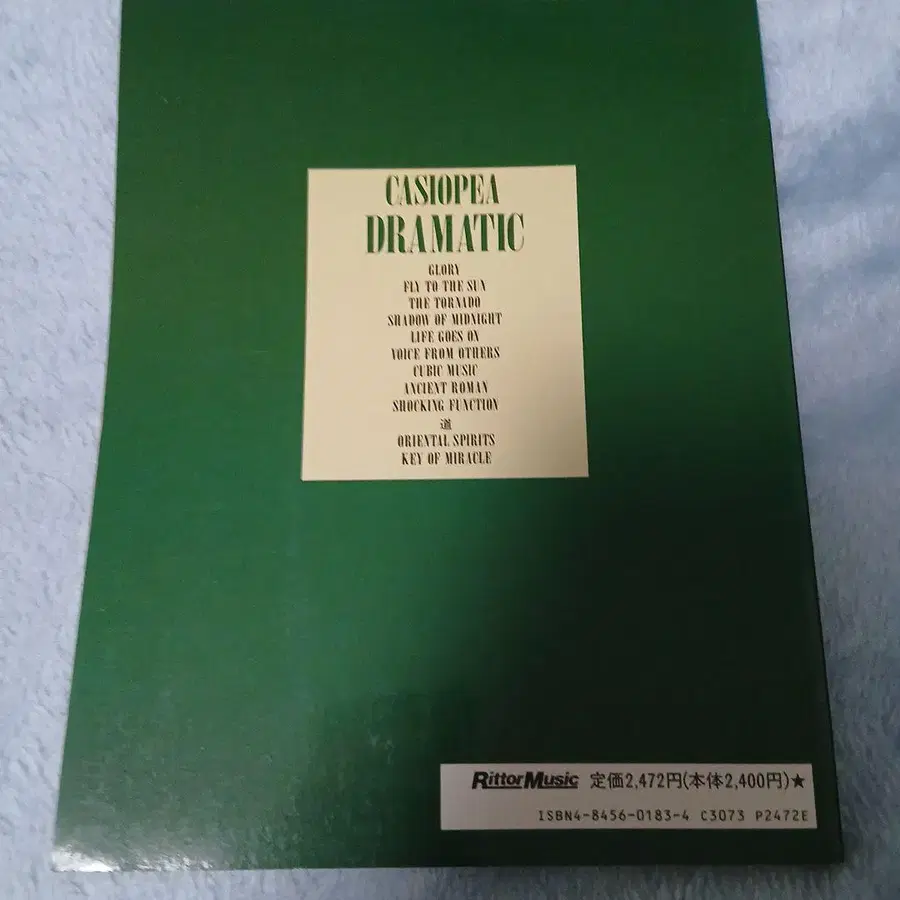 CASIOPEA
DRAMATIC
GLORY
FLY TO THE SUN
THE TORNADO
SHADOW OF MIDNIGHT
LIFE GOES ON
VOICE FROM OTHERS
CUBIC MUSIC
ANCIENT ROMAN
SHOCKING FUNCTION
道
ORIENTAL SPIRITS
KEY OF MIRACLE
RittorMusic 定価2,472円(本体2,400円)★
ISBN4-8456-0183-4 C3073 P2472E